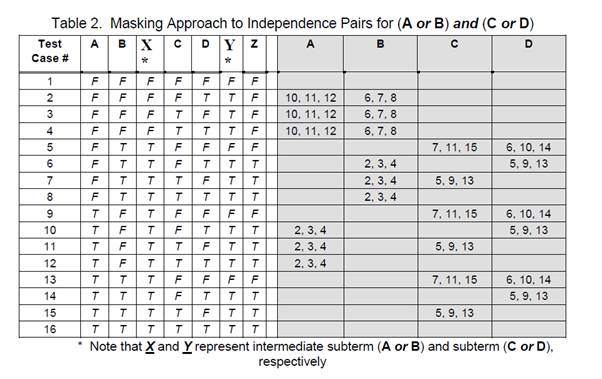 Table 2. Masking Approach to Independence Pairs for (A or B) and (C or D)
Test Case # A B X * C D Y * Z A B C D
1 F F F F F F F
2 F F F F T T F 10, 11, 12 6, 7, 8
3 F F F T F T F 10, 11, 12 6, 7, 8
4 F F F T T T F 10, 11, 12 6, 7, 8
5 F T T F F F F 7, 11, 15 6, 10, 14
6 F T T F T T T 2, 3, 4 5, 9, 13
7 F T T T F T T 2, 3, 4 5, 9, 13
8 F T T T T T T 2, 3, 4
9 T F T F F F F 7, 11, 15 6, 10, 14
10 T F T F T T T 2, 3, 4 5, 9, 13
11 T F T T F T T 2, 3, 4 5, 9, 13
12 T F T T T T T 2, 3, 4
13 T T T F F F F 7, 11, 15 6, 10, 14
14 T T T F T T T 5, 9, 13
15 T T T T F T T 5, 9, 13
16 T T T T T T T
* Note that X and Y represent intermediate subterm (A or B) and subterm (C or D),
respectively